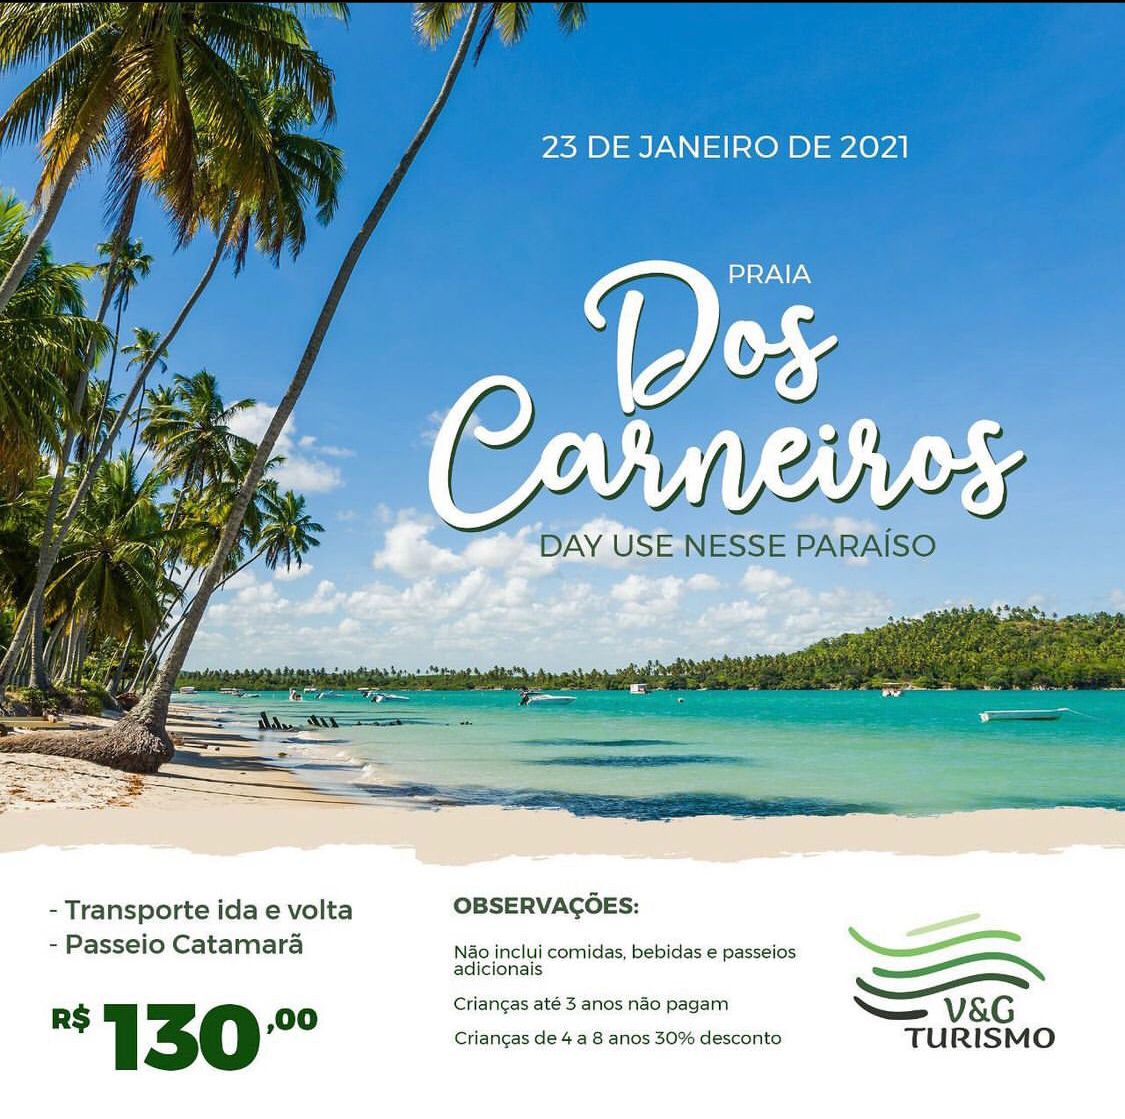 23 DE JANEIRO DE 2021
PRAIA
Dos
Carneiros
DAY USE NESSE PARAÍSO
- Transporte ida e volta
- Passeio Catamarã
R$ 130,00
OBSERVAÇÕES:
Não inclui comidas, bebidas e passeios
adicionais
Crianças até 3 anos não pagam
Crianças de 4 a 8 anos 30% desconto
V&G
TURISMO